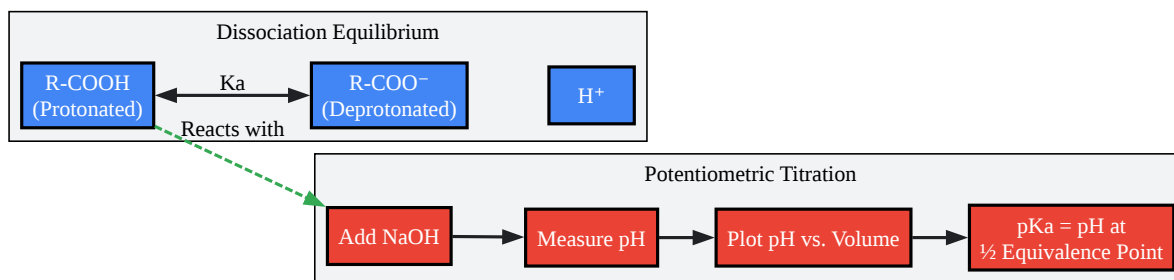 Dissociation Equilibrium
R-COOH
(Protonated)
Ka
R-COO⁻
(Deprotonated)
H⁺
Reacts with
Potentiometric Titration
Add NaOH
Measure pH
Plot pH vs. Volume
pKa = pH at
½ Equivalence Point